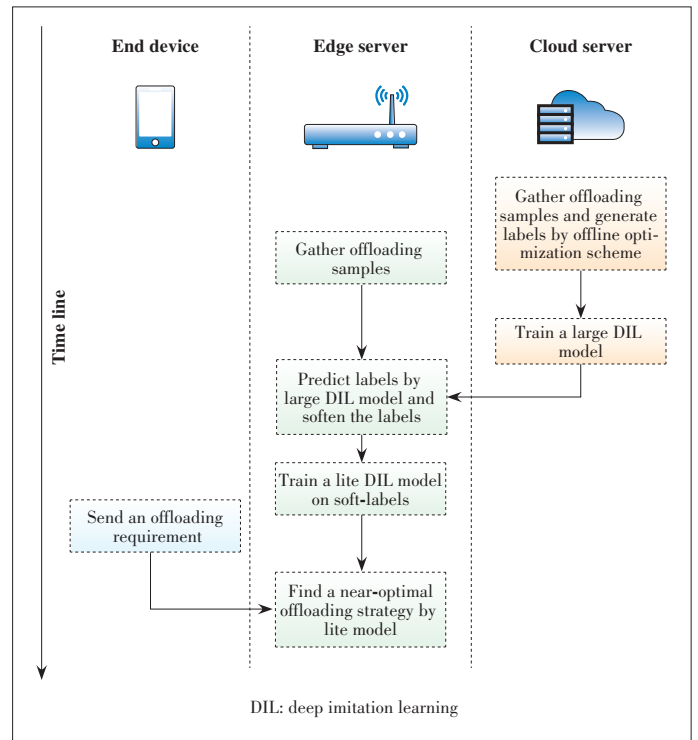 End device
Edge server
Cloud server
Time line
Gather offloading
samples and generate
labels by offline opti-
mization scheme
Gather offloading
samples
Train a large DIL
model
Predict labels by
large DIL model and
soften the labels
Train a lite DIL model
on soft-labels
Send an offloading
requirement
Find a near-optimal
offloading strategy by
lite model
DIL: deep imitation learning